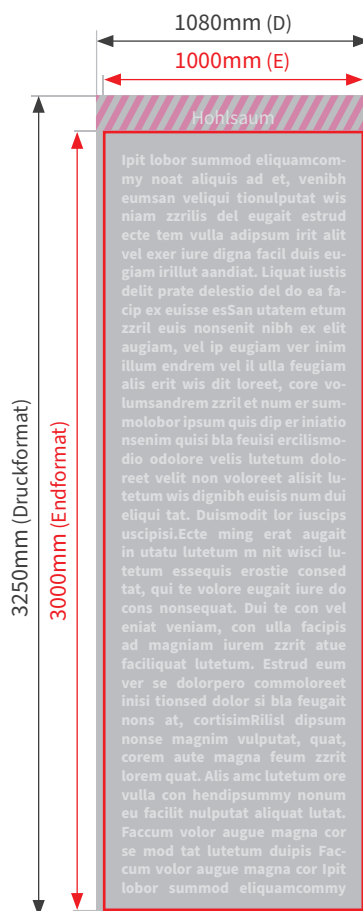 1080mm (D)
1000mm (E)
Hohlsaum
3250mm (Druckformat)
3000mm (Endformat)
Ipit lobor summod eliquamcom-
my noat aliquis ad et, venibh
eumsan veliqui tionulputat wis
niam zzrilis del eugait estrud
ecte tem vulla adipsum irit alit
vel exer iure digna facil duis eu-
giam irillut aandiat. Liquat iustis
delit prate delestio del do ea fa-
cip ex euisse esSan utatem etum
zzril euis nonsenit nibh ex elit
augiam, vel ip eugiam ver inim
illum endrem vel il ulla feugiam
alis erit wis dit loreet, core vo-
lumsandrem zzril et num er sum-
molobor ipsum quis dip er iniatio
nsenim quisi bla feuisi ercilismo-
dio odolore velis lutetum dolo-
reet velit non voloreet alisit lu-
tetum wis dignibh euisis num dui
eliqui tat. Duismodit lor iuscips
uscipisi.Ecte ming erat augait
in utatu lutetum m nit wisci lu-
tetum essequis erostie consed
tat, qui te volore eugait iure do
cons nonsequat. Dui te con vel
eniat veniam, con ulla facipis
ad magniam iurem zzrit atue
faciliquat lutetum. Estrud eum
ver se dolorpero commoloreet
inisi tionsed dolor si bla feugait
nons at, cortisimRilisl dipsum
nonse magnim vulputat, quat,
corem aute magna feum zzrit
lorem quat. Alis amc lutetum ore
vulla con hendipsummy nonum
eu facilit nulputat aliquat lutat.
Faccum volor augue magna cor
se mod tat lutetum duipis Fac-
cum volor augue magna cor Ipit
lobor summod eliquamcommy